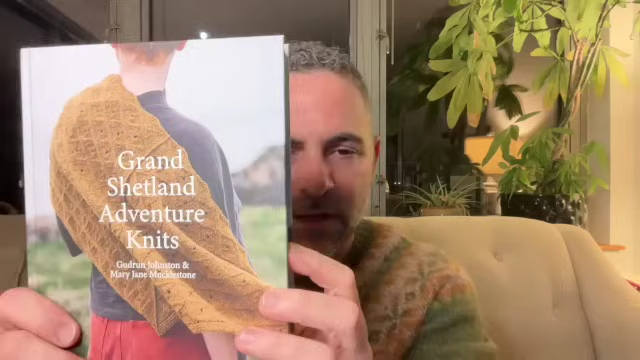 Grand
Shetland
Adventure
Knits
Gudrun Johnston &
Mary Jane Mucklestone